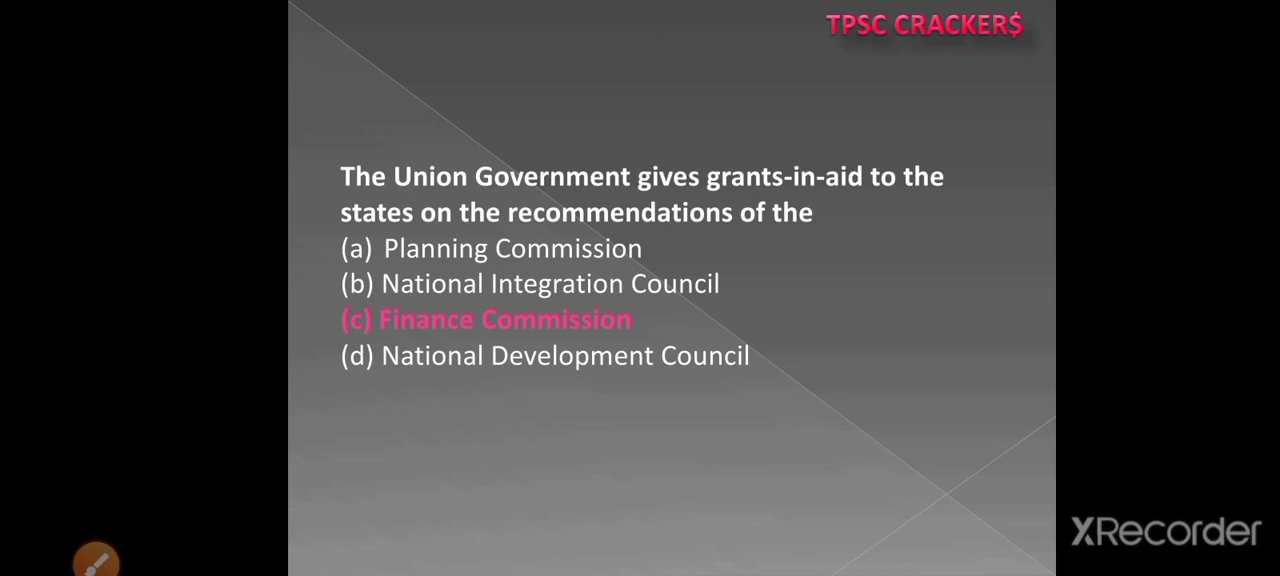 TPSC CRACKER$
The Union Government gives grants-in-aid to the
states on the recommendations of the
(a) Planning Commission
(b) National Integration Council
(c) Finance Commission
(d) National Development Council
XRecorder